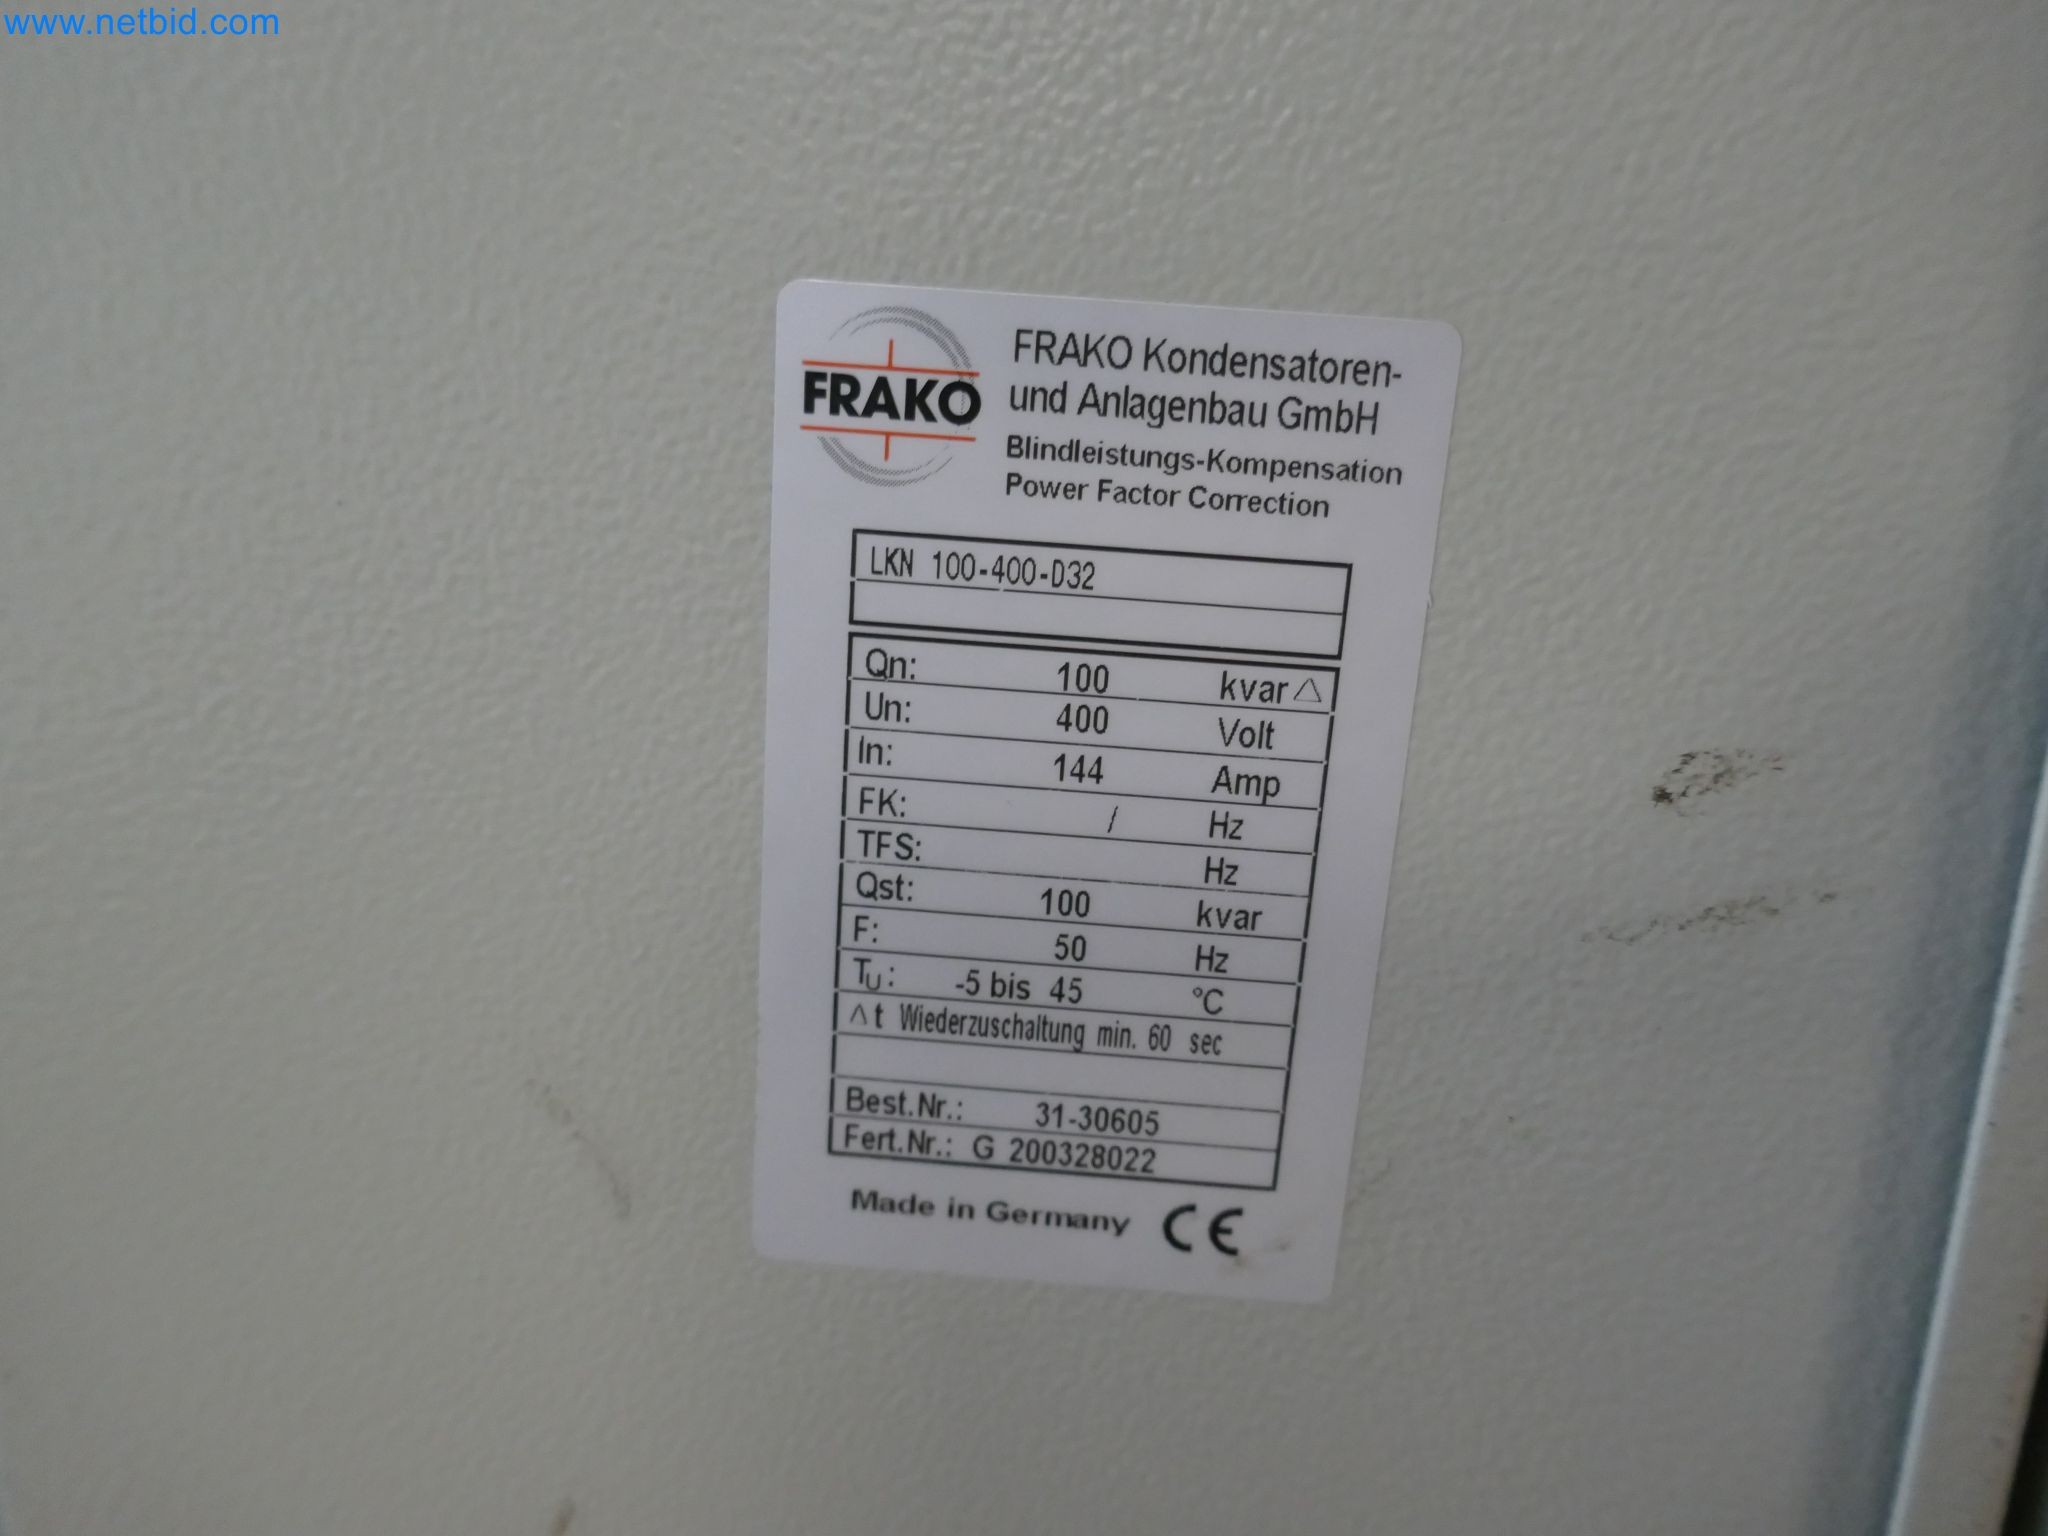 www.netbid.com
FRAKO
FRAKO Kondensatoren-
und Anlagenbau GmbH
Blindleistungs-Kompensation
Power Factor Correction
LKN 100-400-D32
Qn: 100 kvar △
Un: 400 Volt
In: 144 Amp
FK: / Hz
TFS: Hz
Qst: 100 kvar
F: 50 Hz
TU: -5 bis 45 °C
△t Wiederzuschaltung min. 60 sec
Best.Nr.: 31-30605
Fert.Nr.: G 200328022
Made in Germany CE